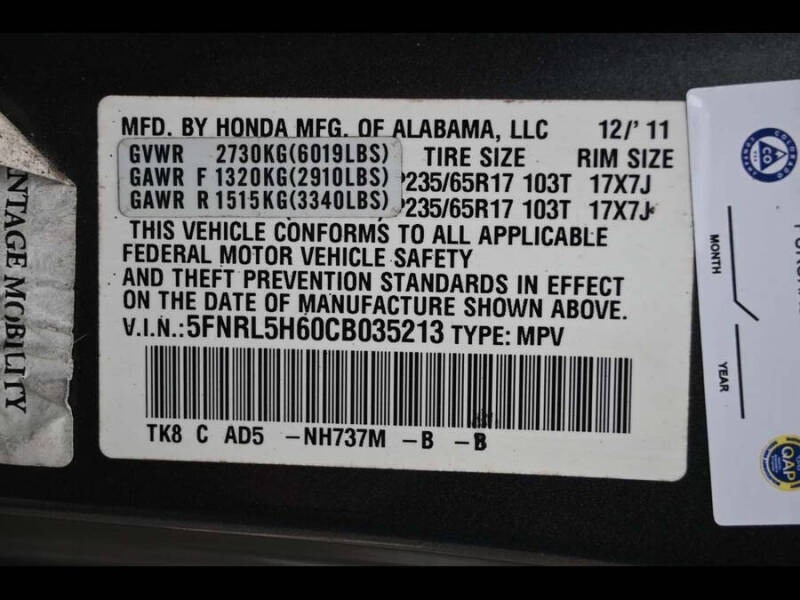 MFD. BY HONDA MFG. OF ALABAMA, LLC 12/'11
GVWR 2730KG(6019LBS) TIRE SIZE RIM SIZE
GAWR F 1320KG(2910LBS) P235/65R17 103T 17X7J
GAWR R 1515KG(3340LBS) P235/65R17 103T 17X7J
THIS VEHICLE CONFORMS TO ALL APPLICABLE
FEDERAL MOTOR VEHICLE SAFETY
AND THEFT PREVENTION STANDARDS IN EFFECT
ON THE DATE OF MANUFACTURE SHOWN ABOVE.
V.I.N.:5FNRL5H60CB035213 TYPE: MPV
TK8 C AD5 -NH737M -B -B
NTAGE MOBILITY
COLORADO
CO
MONTH
YEAR
QAP